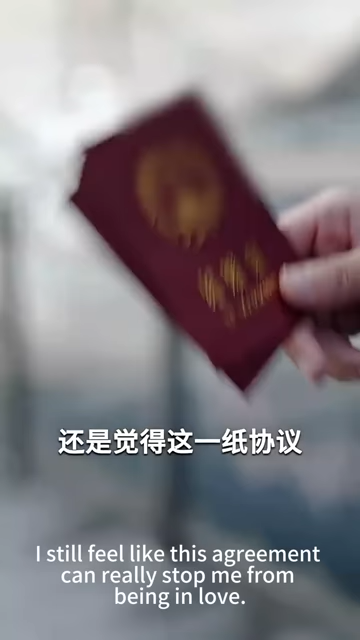 还是觉得这一纸协议
I still feel like this agreement
can really stop me from
being in love.